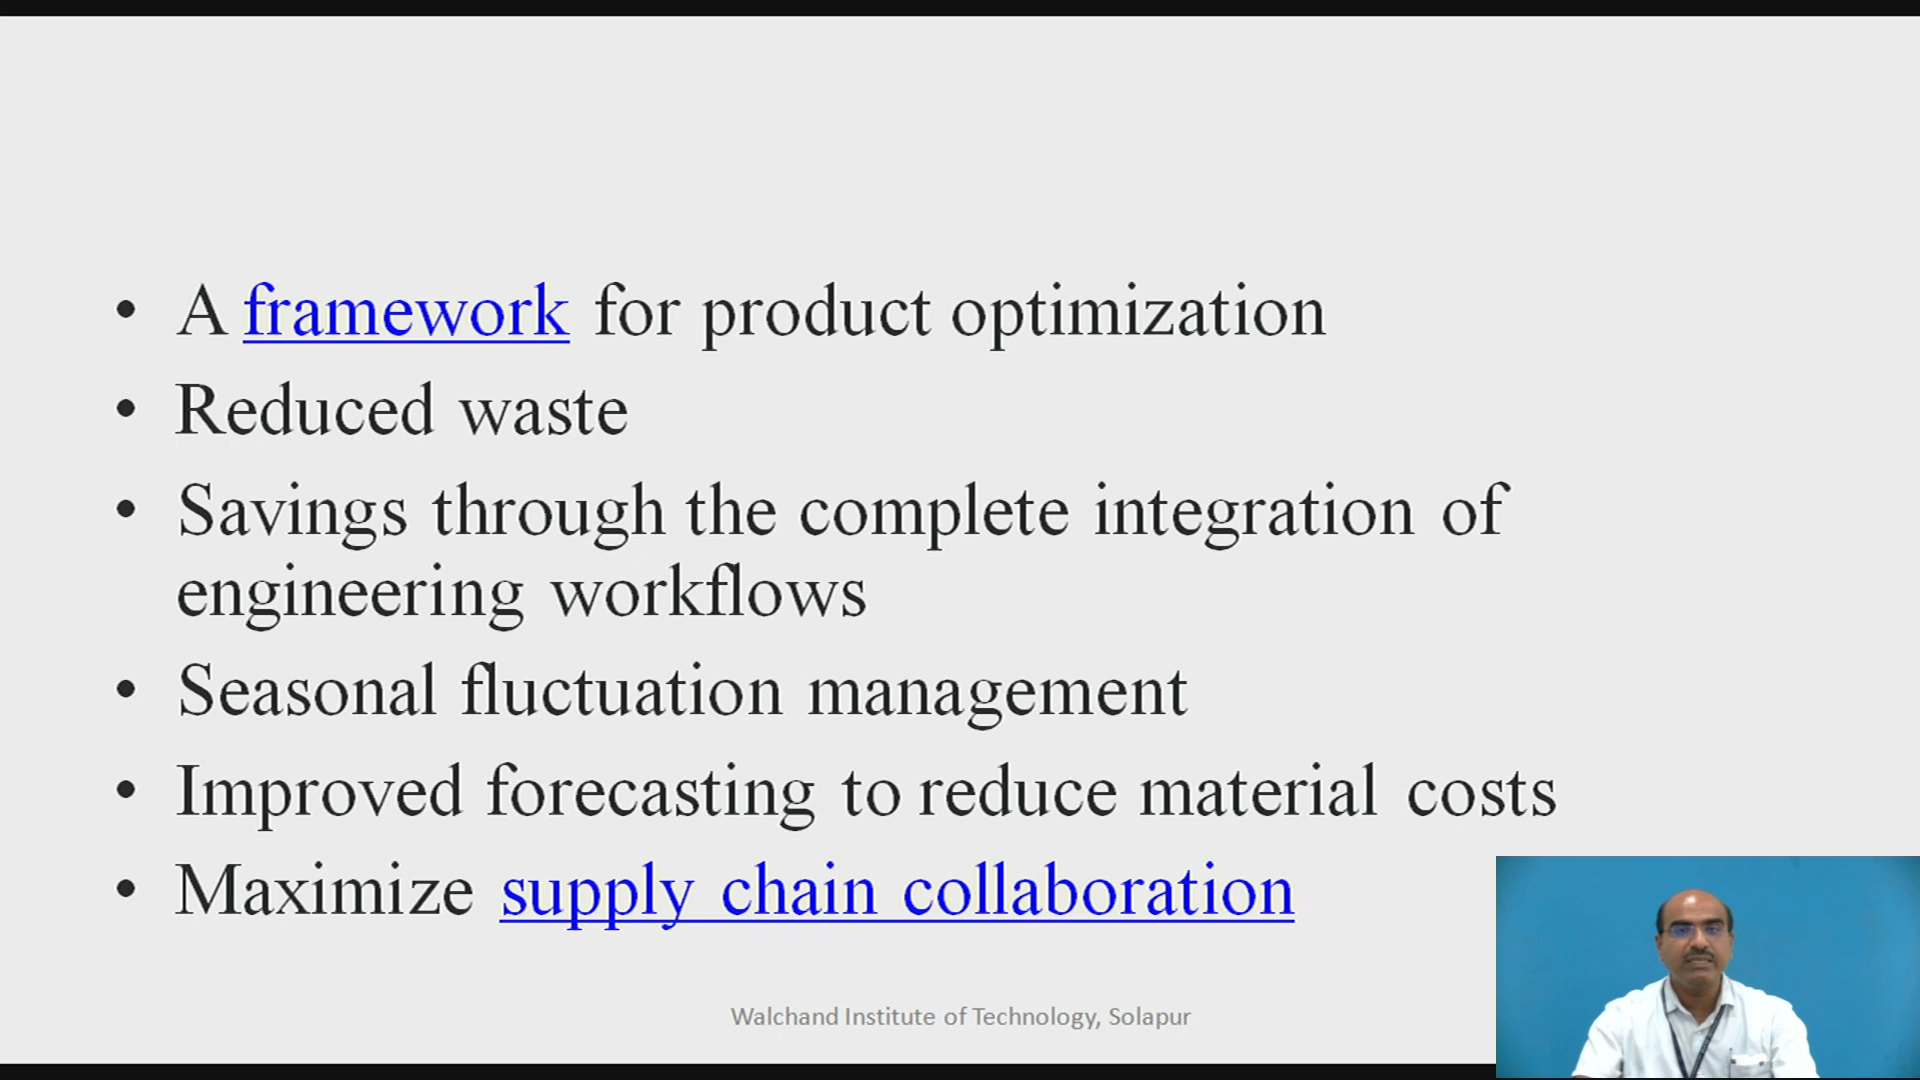 • A framework for product optimization
• Reduced waste
• Savings through the complete integration of
engineering workflows
• Seasonal fluctuation management
• Improved forecasting to reduce material costs
• Maximize supply chain collaboration
Walchand Institute of Technology, Solapur